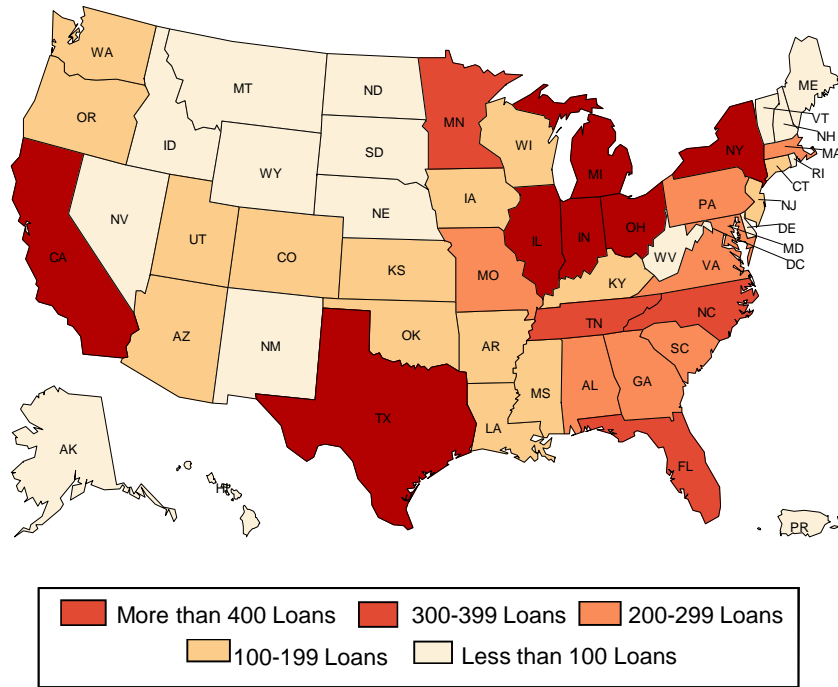 WA
ME
MT
ND
VT
OR
MN
NH
ID
WI
MA
SD
NY
MI
RI
WY
CT
IA
NJ
PA
NE
NV
OH
DE
IL
IN
MD
UT
WV
CA
CO
VA
DC
MO
KS
KY
NC
TN
AZ
OK
AR
SC
NM
MS
AL
GA
TX
LA
AK
FL
HI
PR
More than 400 Loans 300-399 Loans 200-299 Loans
100-199 Loans Less than 100 Loans